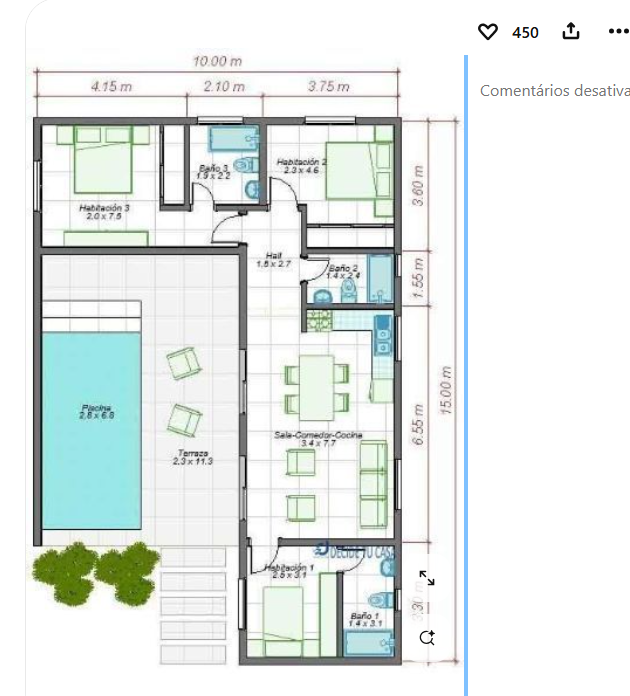 450
Comentários desativa
10.00 m
4.15 m
2.10 m
3.75 m
Baño 3
1.9 x 2.2
Habitación 2
2.3 x 4.6
3.60 m
Habitación 3
2.0 x 7.5
Hall
1.5 x 2.7
Baño 2
1.4 x 2.4
1.55 m
15.00 m
Piscina
2.8 x 6.8
Sala-Comedor-Cocina
3.4 x 7.7
6.55 m
Terraza
2.3 x 11.3
DECIDE TU CASA
Habitación 1
2.5 x 3.1
Baño 1
1.4 x 3.1